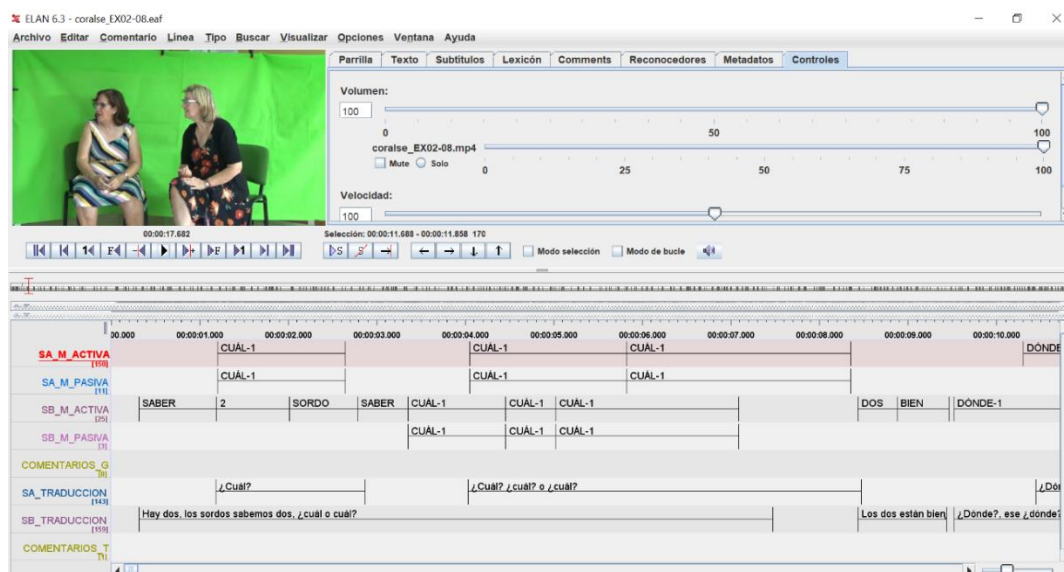 ELAN 6.3 - coralse_EX02-08.eaf
Archivo Editar Comentario Línea Tipo Buscar Visualizar Opciones Ventana Ayuda
Parrilla Texto Subtítulos Lexicón Comments Reconocedores Metadatos Controles
Volumen:
100
0 50 100
coralse_EX02-08.mp4
Mute Solo
0 25 50 75 100
Velocidad:
100
00:00:17.682
Selección: 00:00:11.688 - 00:00:11.858 170
Modo selección Modo de bucle
00.000 00:00:01.000 00:00:02.000 00:00:03.000 00:00:04.000 00:00:05.000 00:00:06.000 00:00:07.000 00:00:08.000 00:00:09.000 00:00:10.000
SA_M_ACTIVA CUÁL-1 CUÁL-1 CUÁL-1 DÓNDE
[150]
SA_M_PASIVA CUÁL-1 CUÁL-1 CUÁL-1
[11]
SB_M_ACTIVA SABER 2 SORDO SABER CUÁL-1 CUÁL-1 CUÁL-1 DOS BIEN DÓNDE-1
[25]
SB_M_PASIVA CUÁL-1 CUÁL-1 CUÁL-1
[3]
COMENTARIOS_G
SA_TRADUCCION ¿Cuál? ¿Cuál? ¿cuál? o ¿cuál? ¿Dó
[143]
SB_TRADUCCION Hay dos, los sordos sabemos dos, ¿cuál o cuál? Los dos están bien ¿Dónde?, ese ¿dónde?
[159]
COMENTARIOS_T